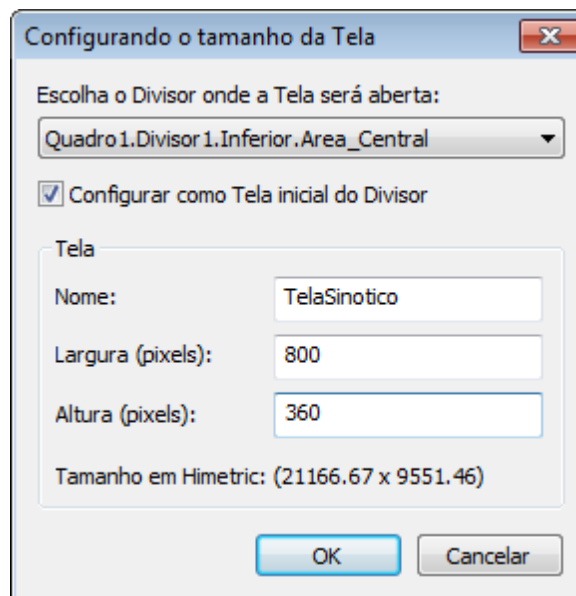 Configurando o tamanho da Tela
Escolha o Divisor onde a Tela será aberta:
Quadro1.Divisor1.Inferior.Area_Central
Configurar como Tela inicial do Divisor
Tela
Nome: TelaSinotico
Largura (pixels): 800
Altura (pixels): 360
Tamanho em Himetric: (21166.67 x 9551.46)
OK Cancelar